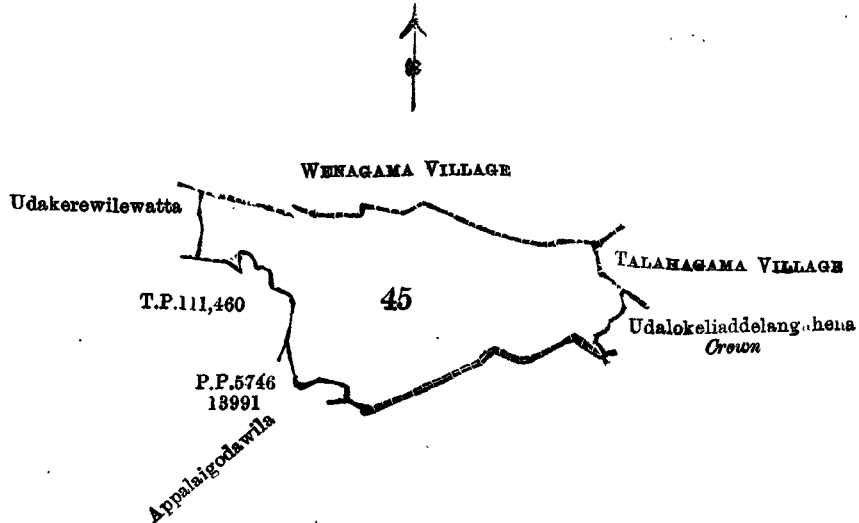 WENAGAMA VILLAGE
Udakerewilewatta
TALAHAGAMA VILLAGE
T.P.111,460
45
Crown
P.P.5746
13991
Appalaigodawila